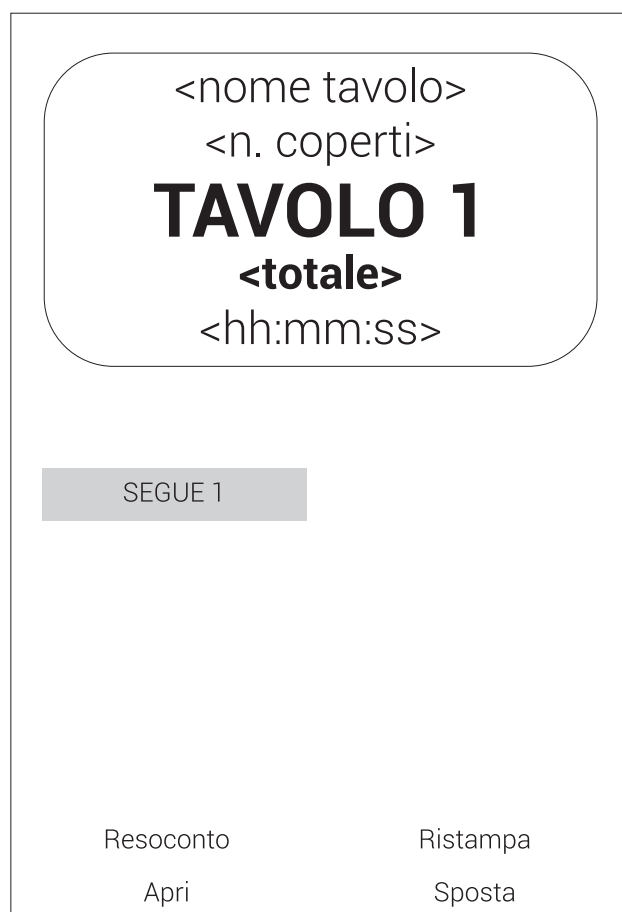 <nome tavolo>
<n. coperti>
TAVOLO 1
<totale>
<hh:mm:ss>
SEGUE 1
Resoconto Ristampa
Apri Sposta